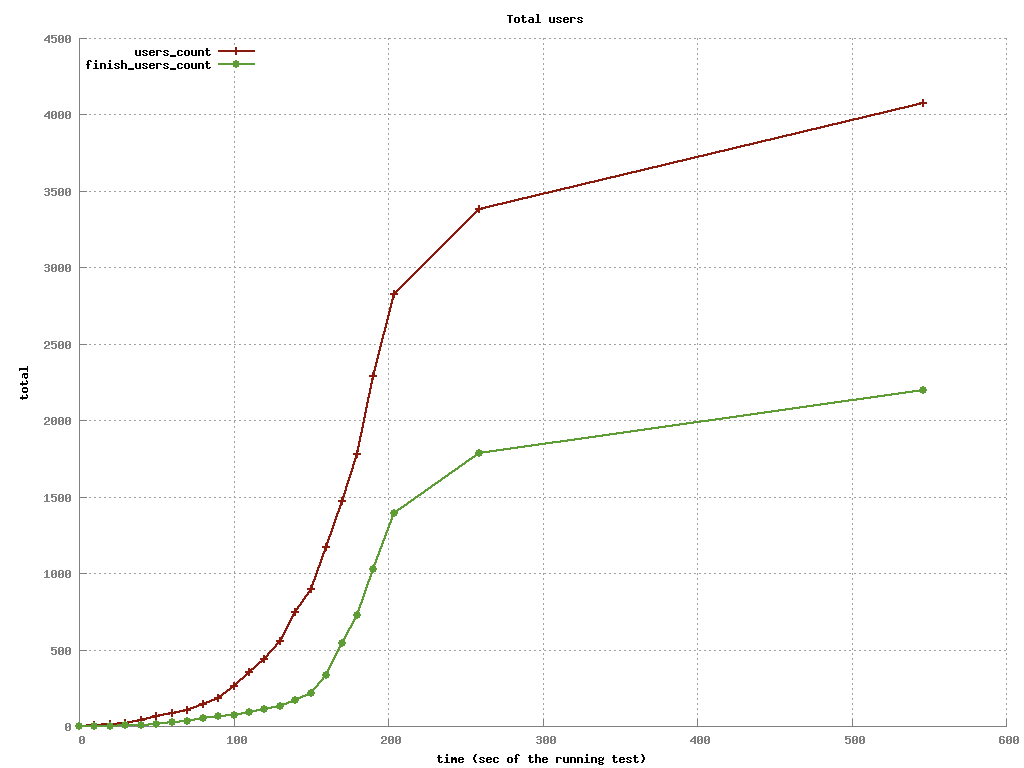 Total users
users_count
finish_users_count
4500
4000
3500
3000
2500
2000
1500
1000
500
0
total
0 100 200 300 400 500 600
time (sec of the running test)